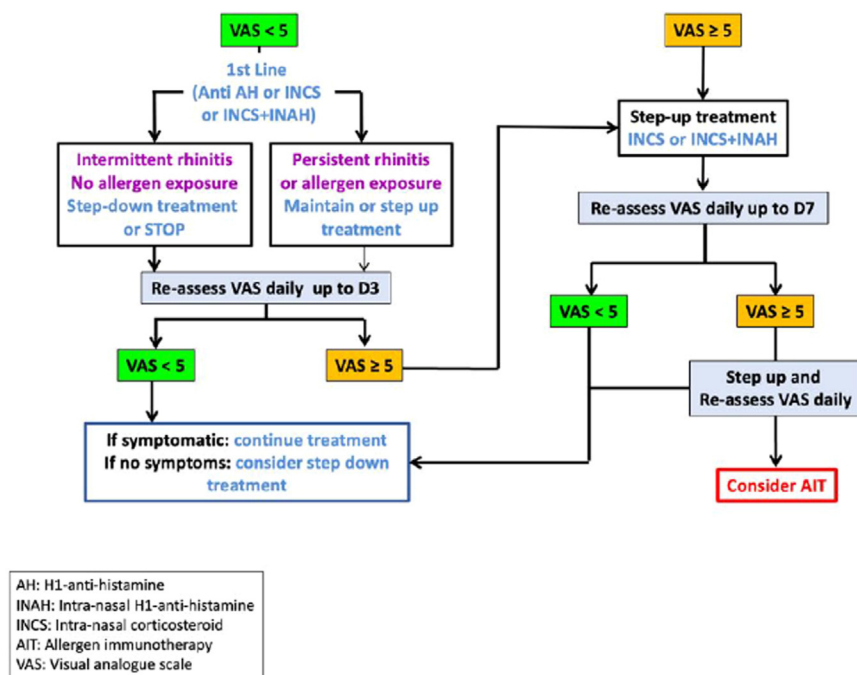 VAS < 5
1st Line
(Anti AH or INCS
or INCS+INAH)
Intermittent rhinitis
No allergen exposure
Step-down treatment
or STOP
Persistent rhinitis
or allergen exposure
Maintain or step up
treatment
Re-assess VAS daily up to D3
VAS < 5
VAS ≥ 5
If symptomatic: continue treatment
If no symptoms: consider step down
treatment
VAS ≥ 5
Step-up treatment
INCS or INCS+INAH
Re-assess VAS daily up to D7
VAS < 5
VAS ≥ 5
Step up and
Re-assess VAS daily
Consider AIT
AH: H1-anti-histamine
INAH: Intra-nasal H1-anti-histamine
INCS: Intra-nasal corticosteroid
AIT: Allergen immunotherapy
VAS: Visual analogue scale